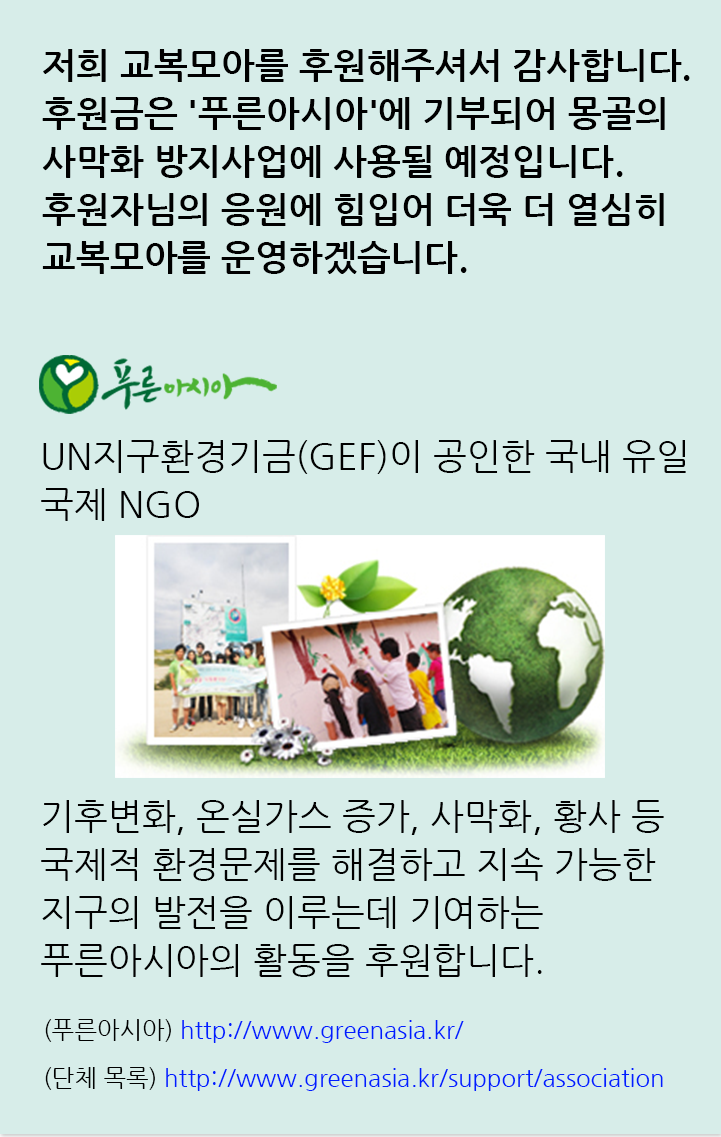 저희 교복모아를 후원해주셔서 감사합니다.
후원금은 '푸른아시아'에 기부되어 몽골의
사막화 방지사업에 사용될 예정입니다.
후원자님의 응원에 힘입어 더욱 더 열심히
교복모아를 운영하겠습니다.
푸른아시아
UN지구환경기금(GEF)이 공인한 국내 유일
국제 NGO
기후변화, 온실가스 증가, 사막화, 황사 등
국제적 환경문제를 해결하고 지속 가능한
지구의 발전을 이루는데 기여하는
푸른아시아의 활동을 후원합니다.
(푸른아시아) http://www.greenasia.kr/
(단체 목록) http://www.greenasia.kr/support/association